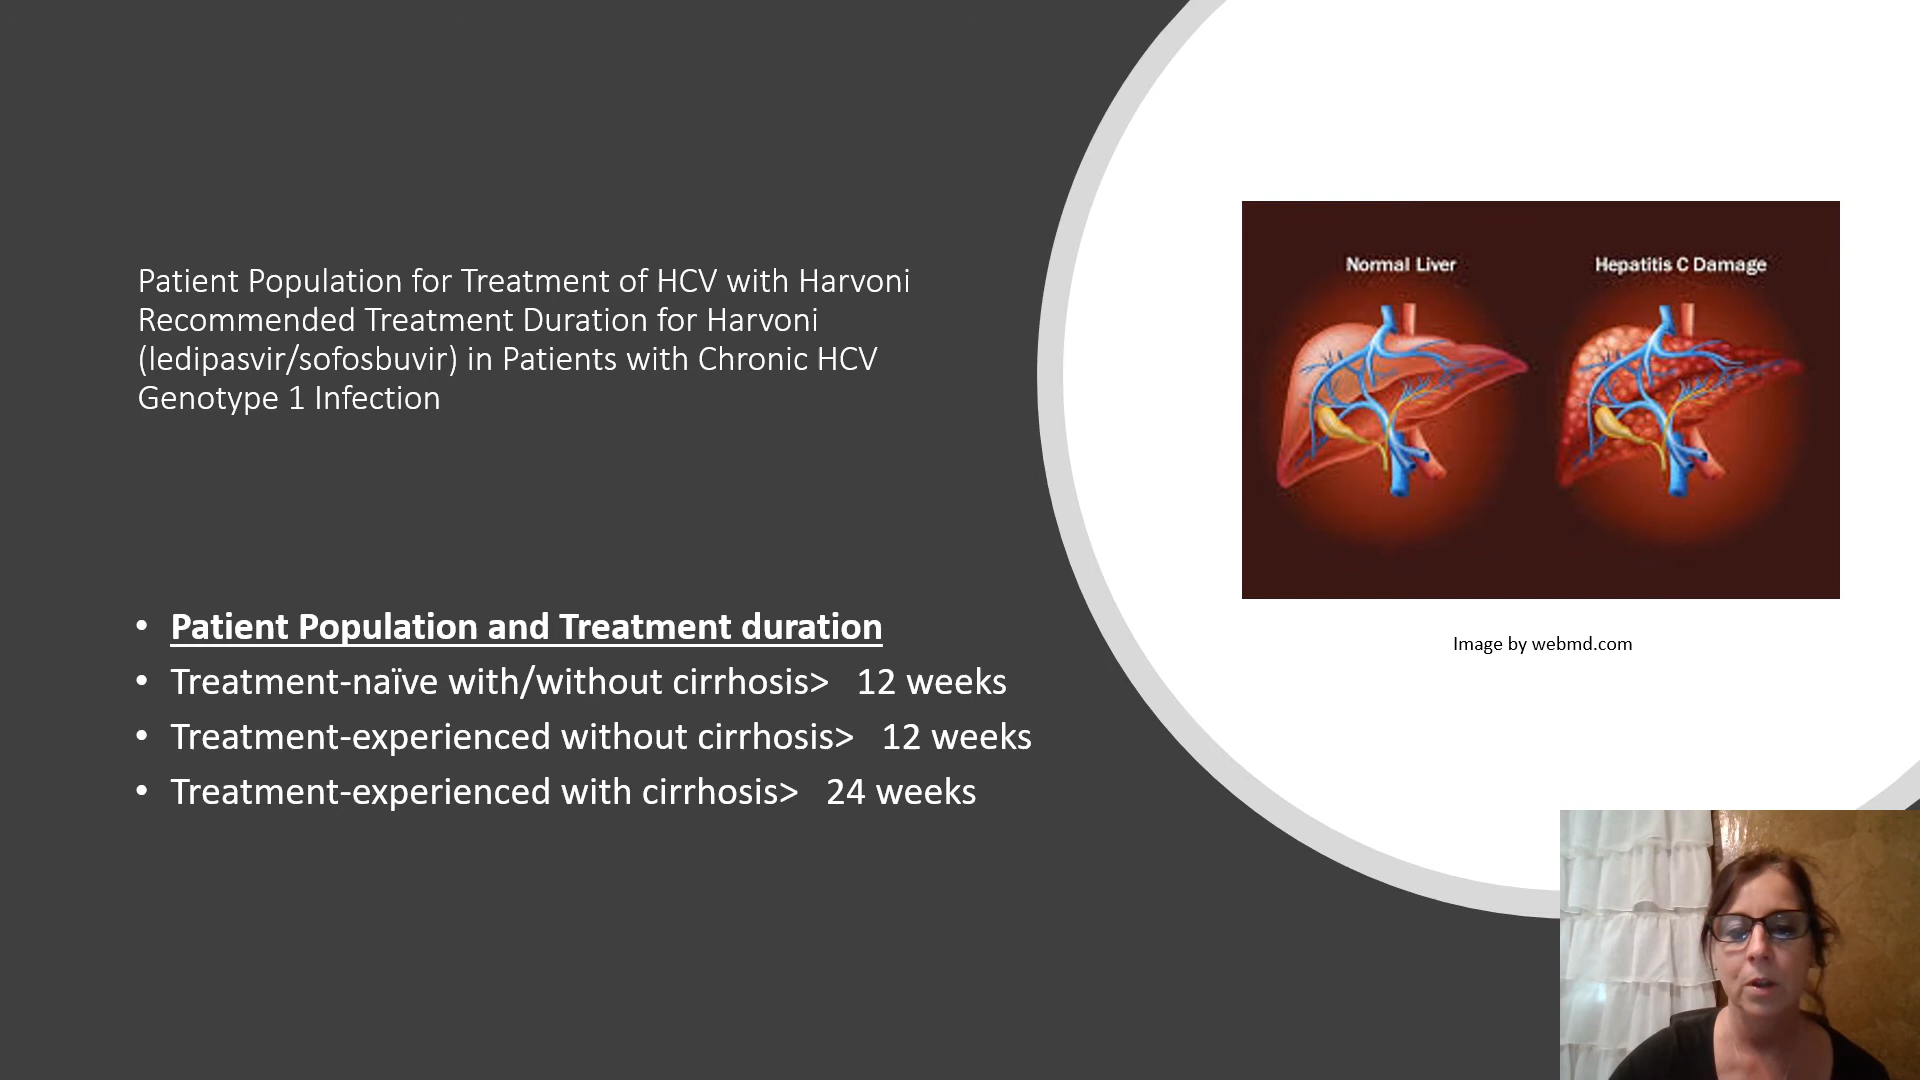 Patient Population for Treatment of HCV with Harvoni
Recommended Treatment Duration for Harvoni
(ledipasvir/sofosbuvir) in Patients with Chronic HCV
Genotype 1 Infection
• Patient Population and Treatment duration
• Treatment-naïve with/without cirrhosis> 12 weeks
• Treatment-experienced without cirrhosis> 12 weeks
• Treatment-experienced with cirrhosis> 24 weeks
Normal Liver
Hepatitis C Damage
Image by webmd.com